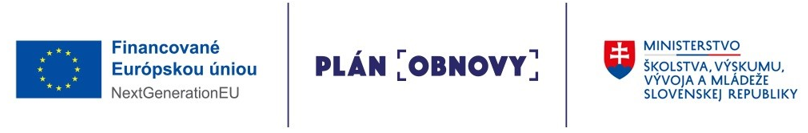 Financované
Európskou úniou
NextGenerationEU
PLÁN [OBNOVY]
MINISTERSTVO
ŠKOLSTVA, VÝSKUMU,
VÝVOJA A MLÁDEŽE
SLOVENSKEJ REPUBLIKY